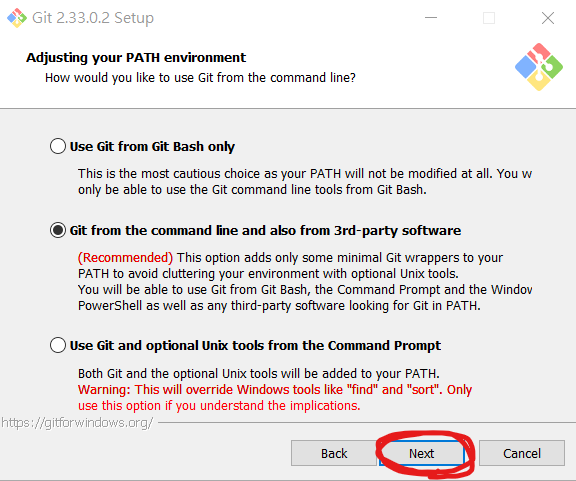 Git 2.33.0.2 Setup
Adjusting your PATH environment
How would you like to use Git from the command line?
Use Git from Git Bash only
This is the most cautious choice as your PATH will not be modified at all. You w
only be able to use the Git command line tools from Git Bash.
Git from the command line and also from 3rd-party software
(Recommended) This option adds only some minimal Git wrappers to your
PATH to avoid cluttering your environment with optional Unix tools.
You will be able to use Git from Git Bash, the Command Prompt and the Window
PowerShell as well as any third-party software looking for Git in PATH.
Use Git and optional Unix tools from the Command Prompt
Both Git and the optional Unix tools will be added to your PATH.
Warning: This will override Windows tools like "find" and "sort". Only
use this option if you understand the implications.
https://gitforwindows.org/
Back Next Cancel